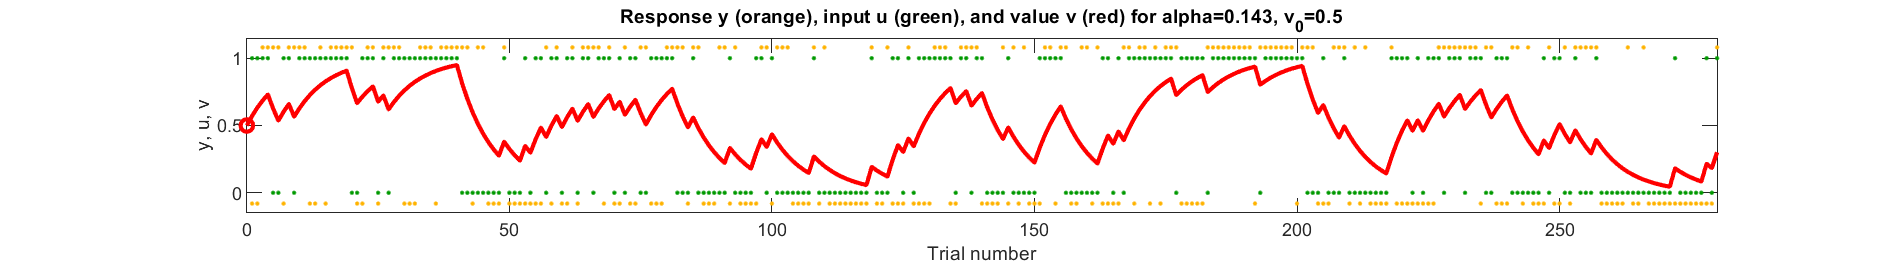 Response y (orange), input u (green), and value v (red) for alpha=0.143, v_0=0.5
y, u, v
1
0.5
0
0 50 100 150 200 250
Trial number